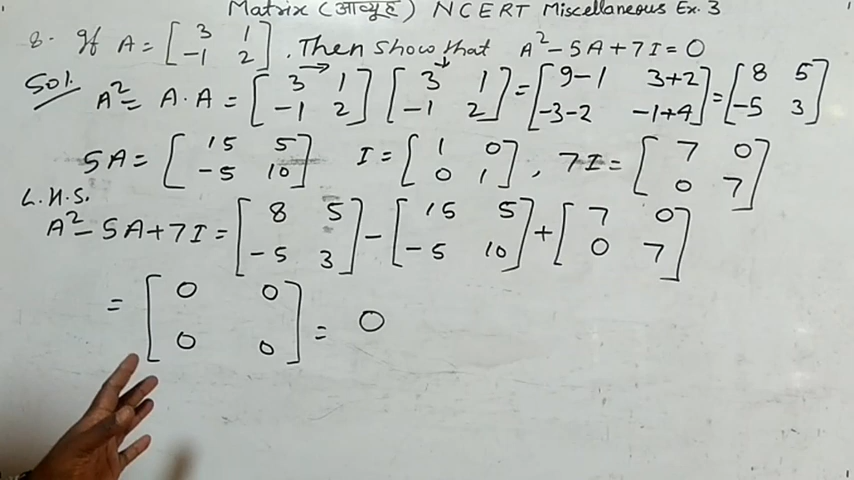 Matrix (आव्यूह) NCERT Miscellaneous Ex. 3
8. If A = [ 3 1 ; -1 2 ] . Then show that A² - 5A + 7I = 0
Sol. A² = A.A = [ 3 1 ; -1 2 ] [ 3 1 ; -1 2 ] = [ 9-1 3+2 ; -3-2 -1+4 ] = [ 8 5 ; -5 3 ]
5A = [ 15 5 ; -5 10 ] I = [ 1 0 ; 0 1 ] , 7I = [ 7 0 ; 0 7 ]
L.H.S.
A² - 5A + 7I = [ 8 5 ; -5 3 ] - [ 15 5 ; -5 10 ] + [ 7 0 ; 0 7 ]
= [ 0 0 ; 0 0 ] = 0